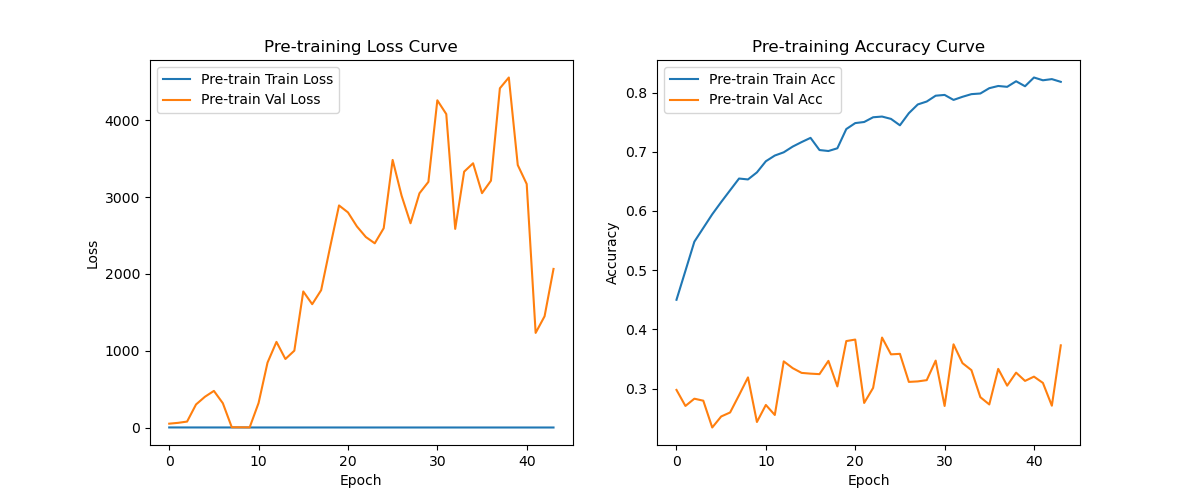 Pre-training Loss Curve
Pre-train Train Loss
Pre-train Val Loss
Loss
4000
3000
2000
1000
0
0 10 20 30 40
Epoch
Pre-training Accuracy Curve
Pre-train Train Acc
Pre-train Val Acc
Accuracy
0.8
0.7
0.6
0.5
0.4
0.3
0 10 20 30 40
Epoch